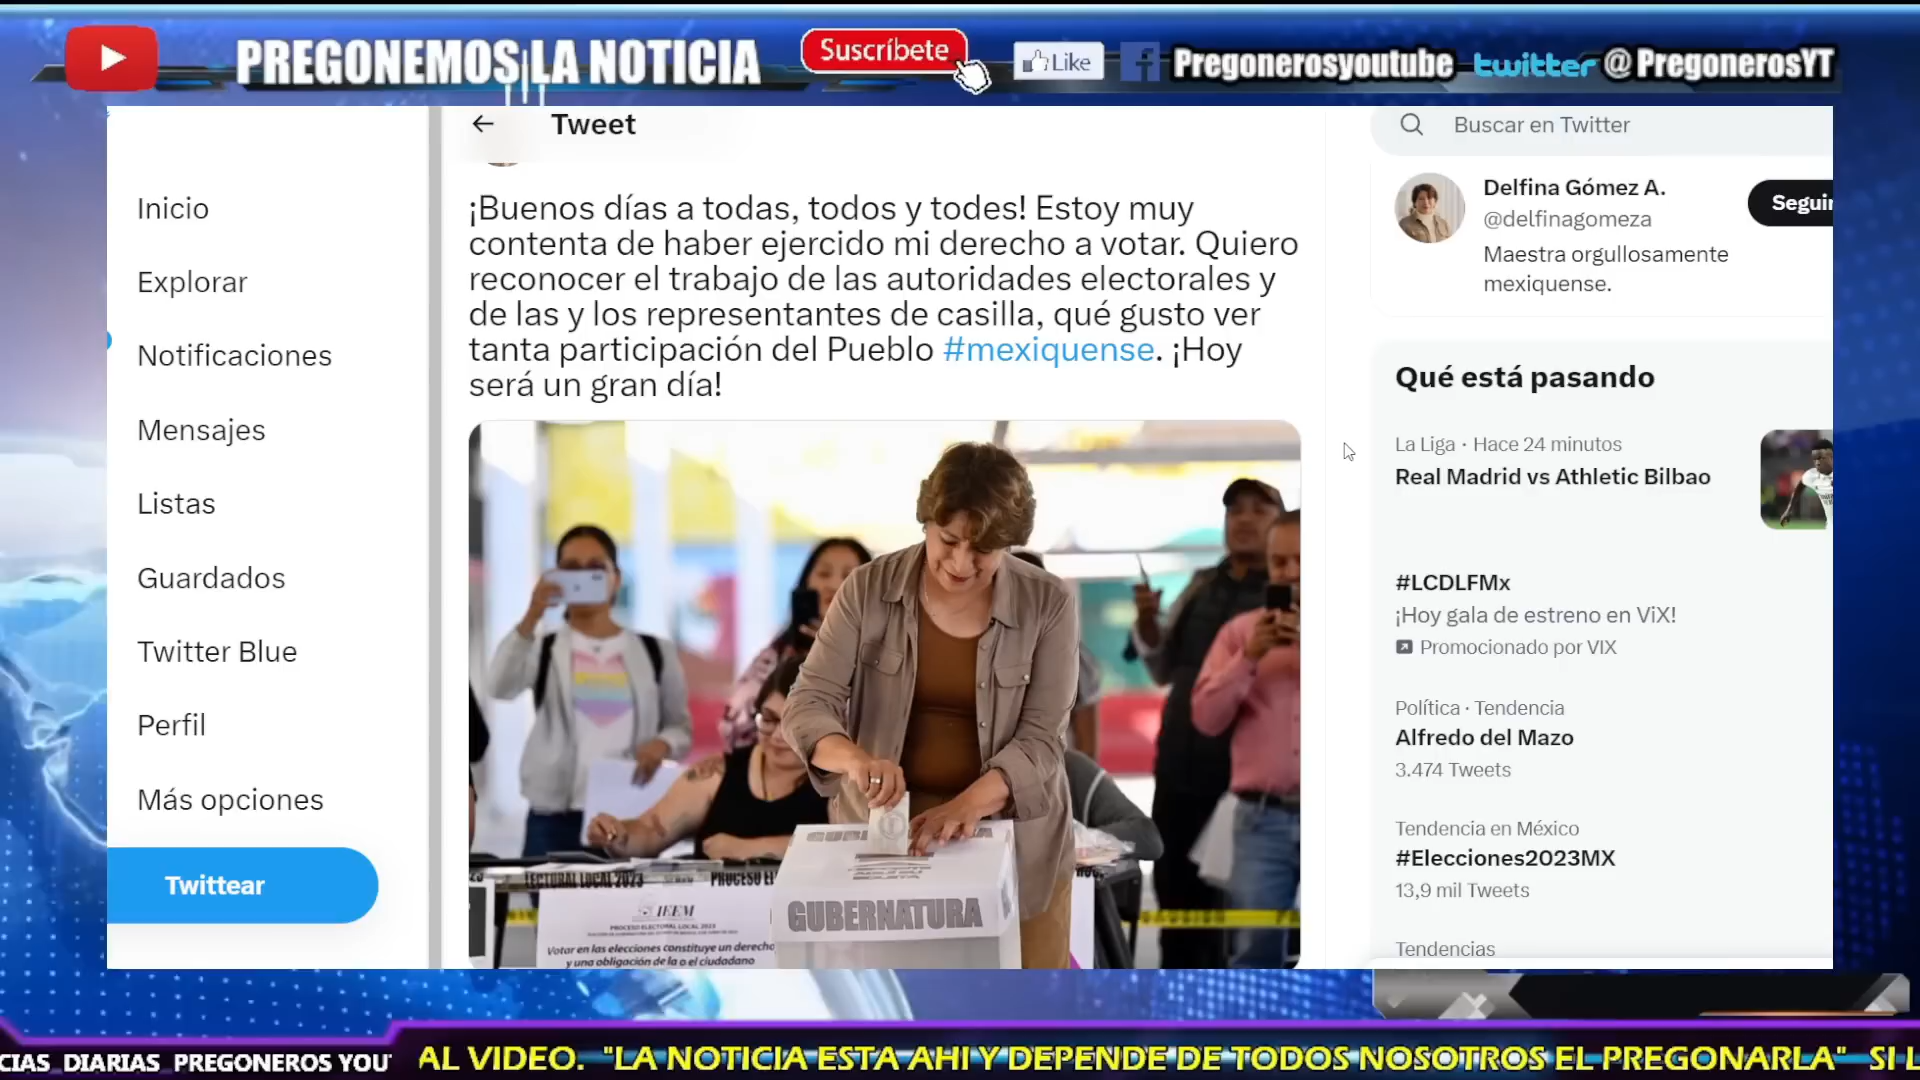 PREGONEMOS LA NOTICIA
Suscríbete
Like
Pregonerosyoutube
twitter @PregonerosYT
Tweet
Buscar en Twitter
Inicio
Explorar
Notificaciones
Mensajes
Listas
Guardados
Twitter Blue
Perfil
Más opciones
Twittear
¡Buenos días a todas, todos y todes! Estoy muy
contenta de haber ejercido mi derecho a votar. Quiero
reconocer el trabajo de las autoridades electorales y
de las y los representantes de casilla, qué gusto ver
tanta participación del Pueblo #mexiquense. ¡Hoy
será un gran día!
GUBERNATURA
IEEM
PROCESO ELECTORAL LOCAL 2023
Votar en las elecciones constituye un derecho
y una obligación de la o el ciudadano
Delfina Gómez A.
@delfinagomeza
Seguir
Maestra orgullosamente
mexiquense.
Qué está pasando
La Liga · Hace 24 minutos
Real Madrid vs Athletic Bilbao
#LCDLFMx
¡Hoy gala de estreno en ViX!
Promocionado por VIX
Política · Tendencia
Alfredo del Mazo
3.474 Tweets
Tendencia en México
#Elecciones2023MX
13,9 mil Tweets
Tendencias
CIAS DIARIAS PREGONEROS YOU
AL VIDEO. "LA NOTICIA ESTA AHI Y DEPENDE DE TODOS NOSOTROS EL PREGONARLA" SI L